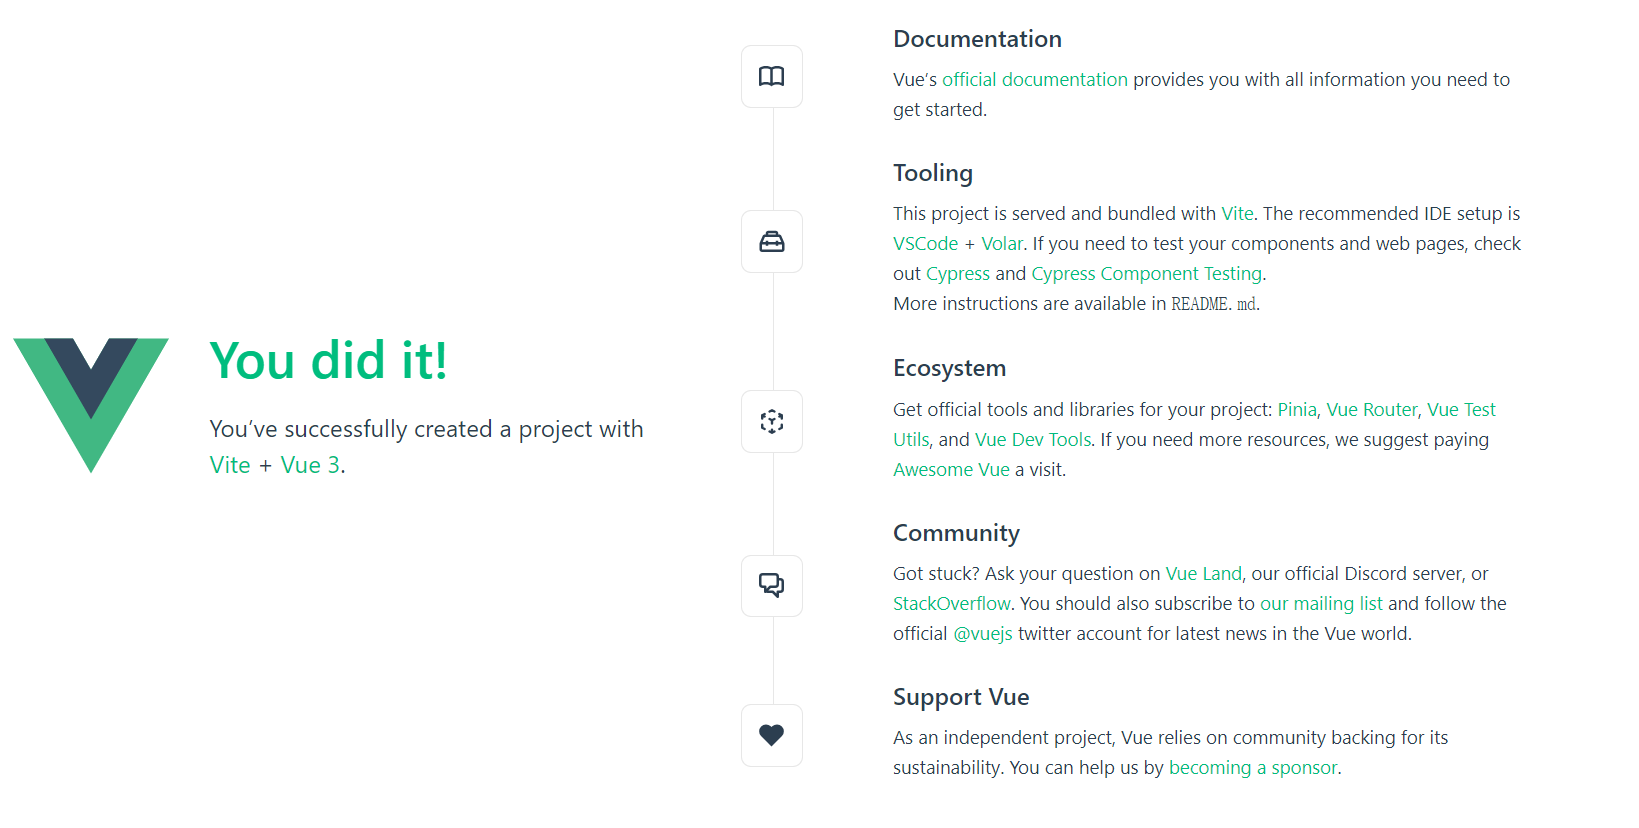 You did it!
You’ve successfully created a project with
Vite + Vue 3.
Documentation
Vue’s official documentation provides you with all information you need to
get started.
Tooling
This project is served and bundled with Vite. The recommended IDE setup is
VSCode + Volar. If you need to test your components and web pages, check
out Cypress and Cypress Component Testing.
More instructions are available in README.md.
Ecosystem
Get official tools and libraries for your project: Pinia, Vue Router, Vue Test
Utils, and Vue Dev Tools. If you need more resources, we suggest paying
Awesome Vue a visit.
Community
Got stuck? Ask your question on Vue Land, our official Discord server, or
StackOverflow. You should also subscribe to our mailing list and follow the
official @vuejs twitter account for latest news in the Vue world.
Support Vue
As an independent project, Vue relies on community backing for its
sustainability. You can help us by becoming a sponsor.